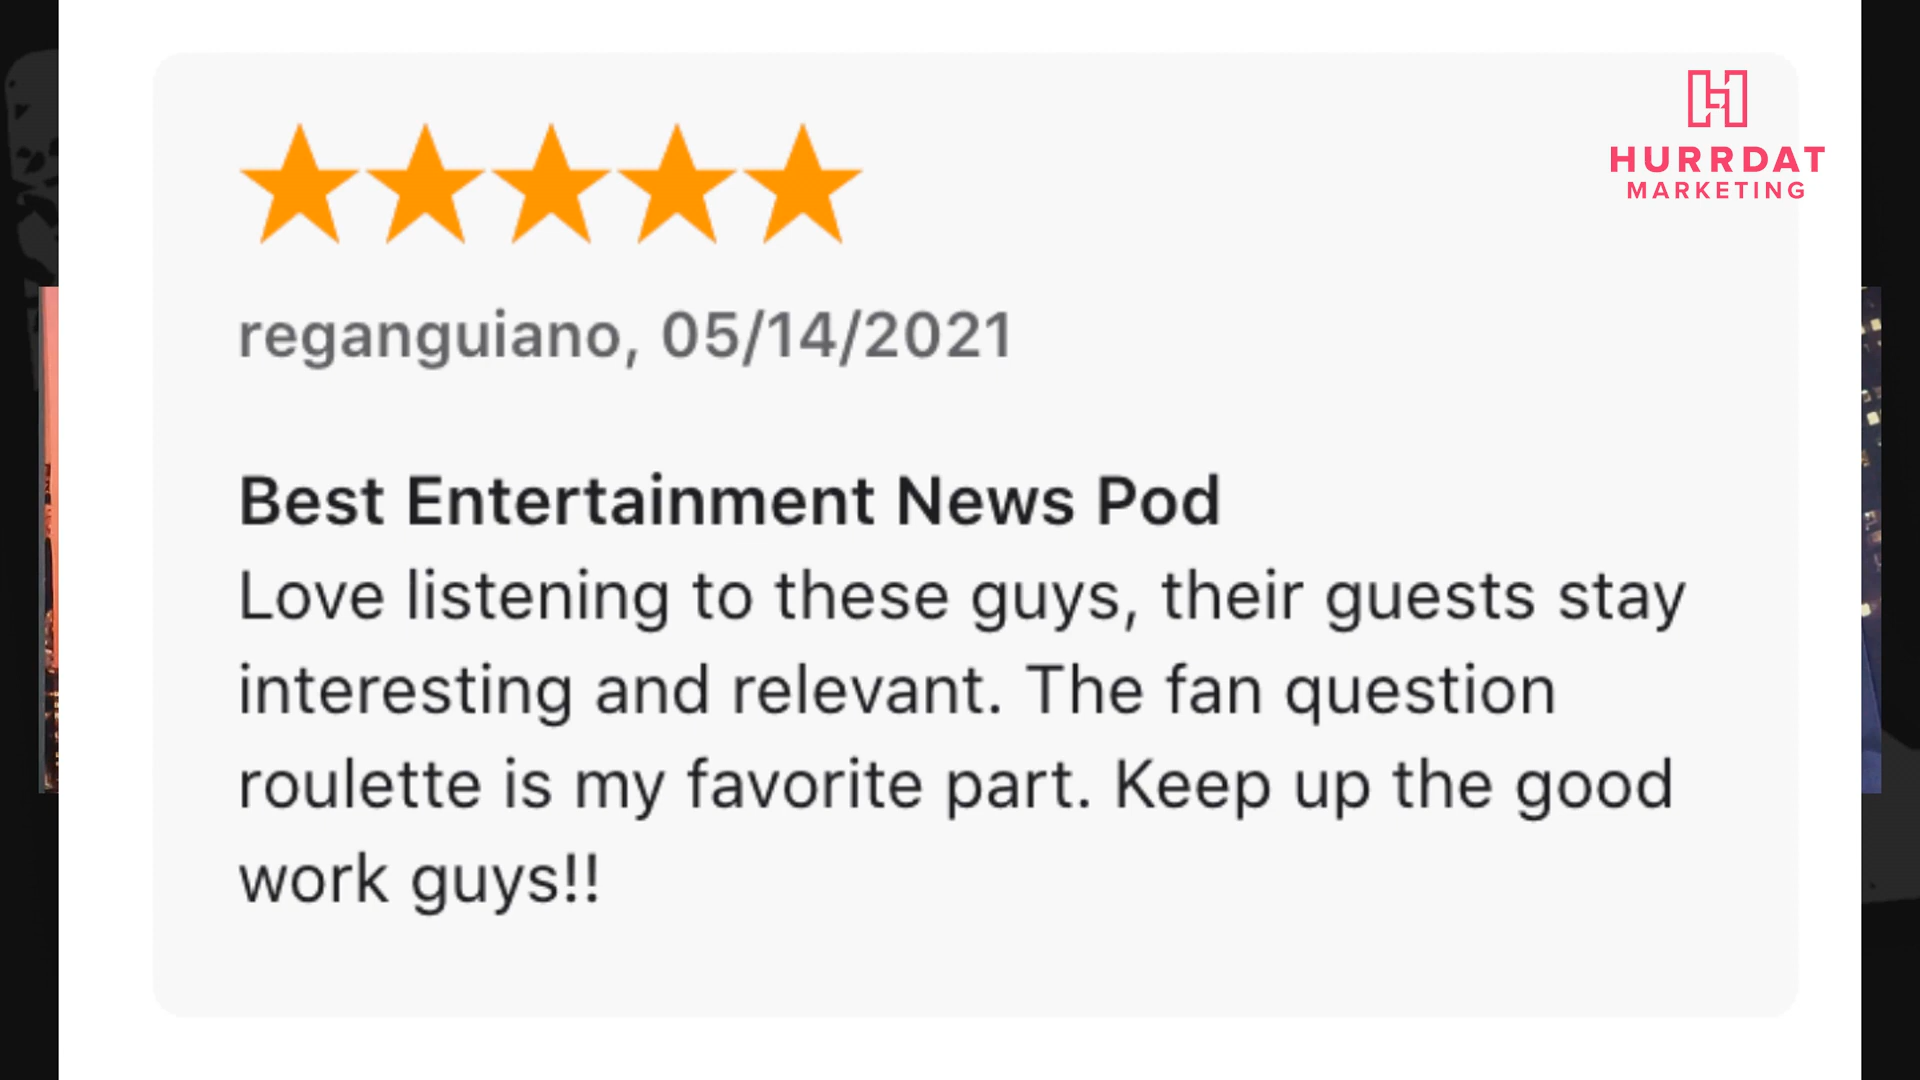 HURRDAT
MARKETING
reganguiano, 05/14/2021
Best Entertainment News Pod
Love listening to these guys, their guests stay
interesting and relevant. The fan question
roulette is my favorite part. Keep up the good
work guys!!